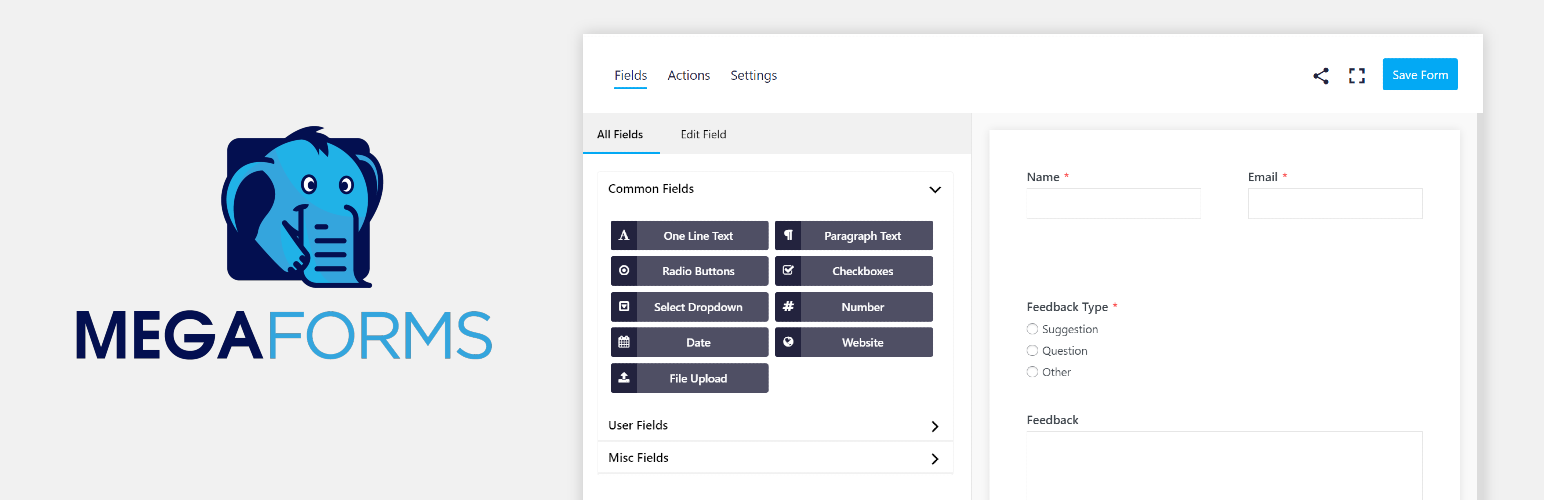 MEGAFORMS
Fields Actions Settings
Save Form
All Fields Edit Field
Common Fields
One Line Text Paragraph Text
Radio Buttons Checkboxes
Select Dropdown Number
Date Website
File Upload
User Fields
Misc Fields
Name * Email *
Feedback Type *
Suggestion
Question
Other
Feedback